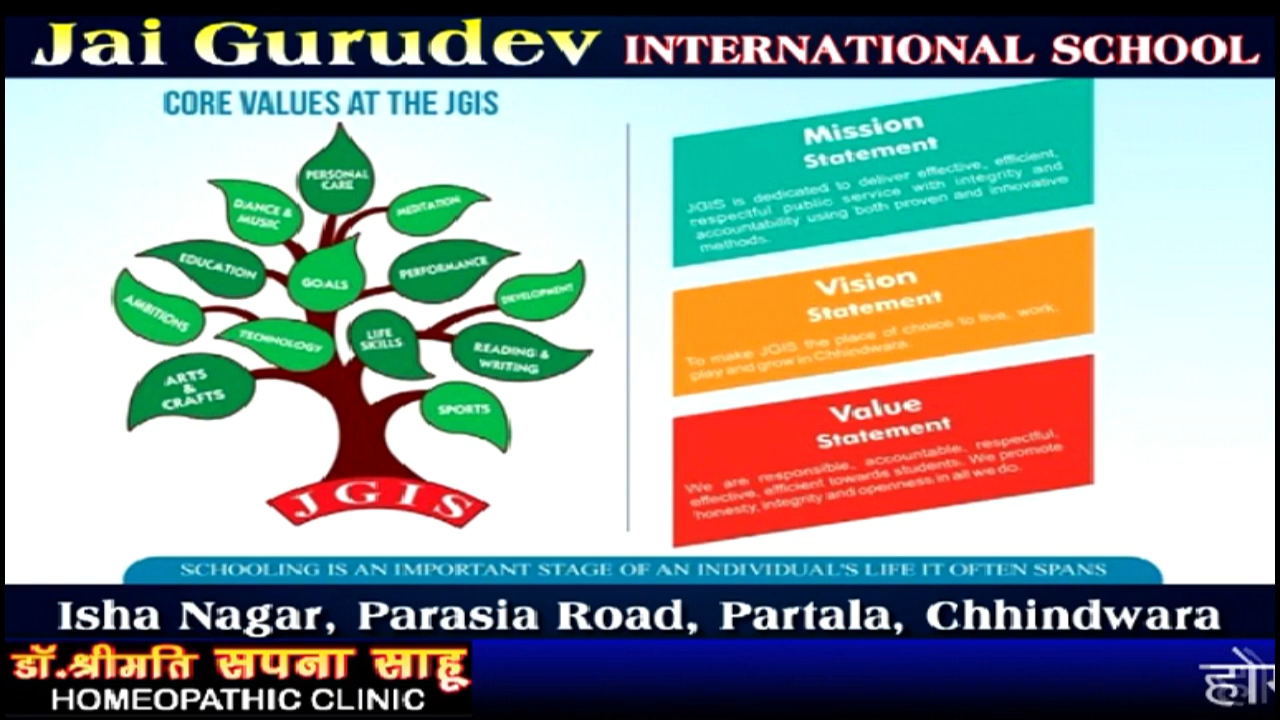 Jai Gurudev INTERNATIONAL SCHOOL
CORE VALUES AT THE JGIS
PERSONAL
CARE
DANCE &
MUSIC
MEDITATION
EDUCATION
GOALS
PERFORMANCE
AMBITIONS
DEVELOPMENT
TECHNOLOGY
LIFE
SKILLS
READING &
WRITING
ARTS
&
CRAFTS
SPORTS
JGIS
Mission
Statement
JGIS is dedicated to deliver effective, efficient,
respectful public service with integrity and
accountability using both proven and innovative
methods.
Vision
Statement
To make JGIS the place of choice to live, work,
play and grow in Chhindwara.
Value
Statement
We are responsible, accountable, respectful,
effective, efficient towards students. We promote
honesty, integrity and openness in all we do.
SCHOOLING IS AN IMPORTANT STAGE OF AN INDIVIDUAL'S LIFE IT OFTEN SPANS
Isha Nagar, Parasia Road, Partala, Chhindwara
डॉ.श्रीमति सपना साहू
HOMEOPATHIC CLINIC